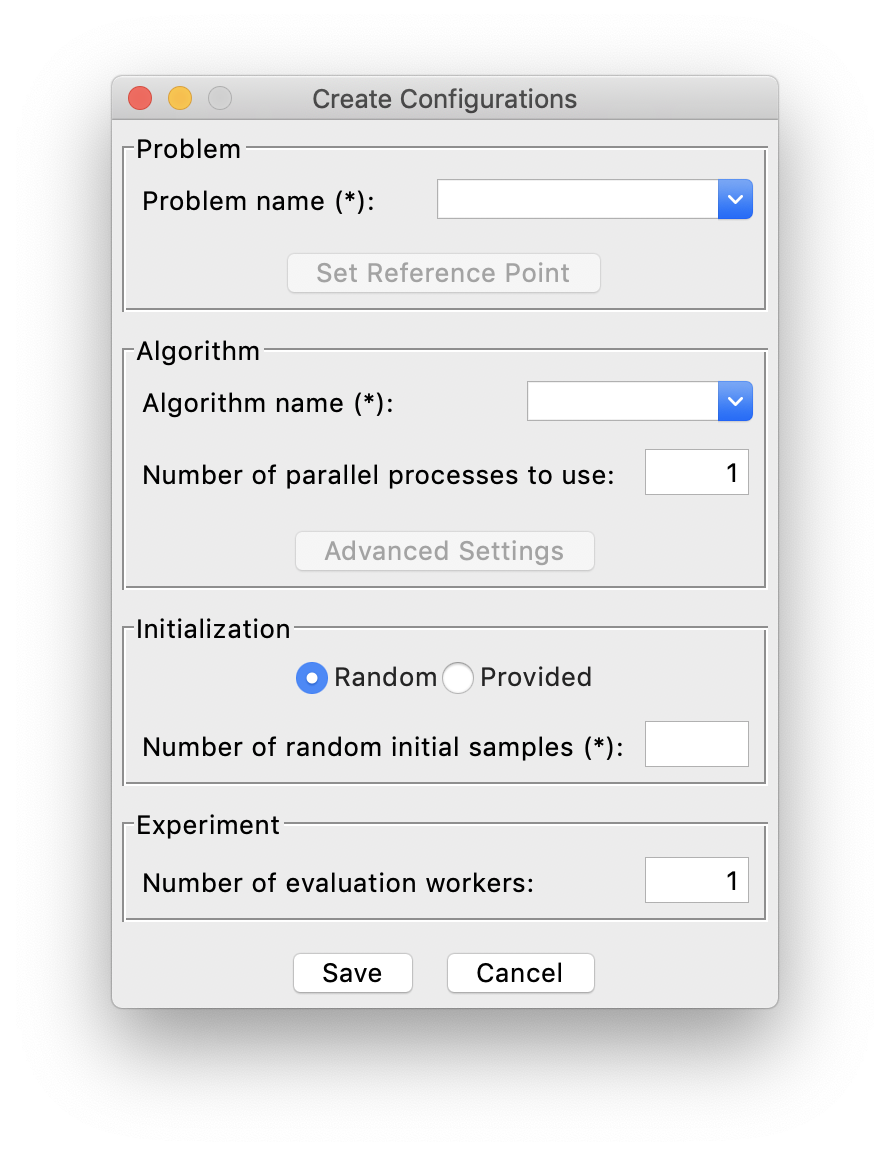 Create Configurations
Problem
Problem name (*):
Set Reference Point
Algorithm
Algorithm name (*):
Number of parallel processes to use: 1
Advanced Settings
Initialization
Random Provided
Number of random initial samples (*):
Experiment
Number of evaluation workers: 1
Save Cancel